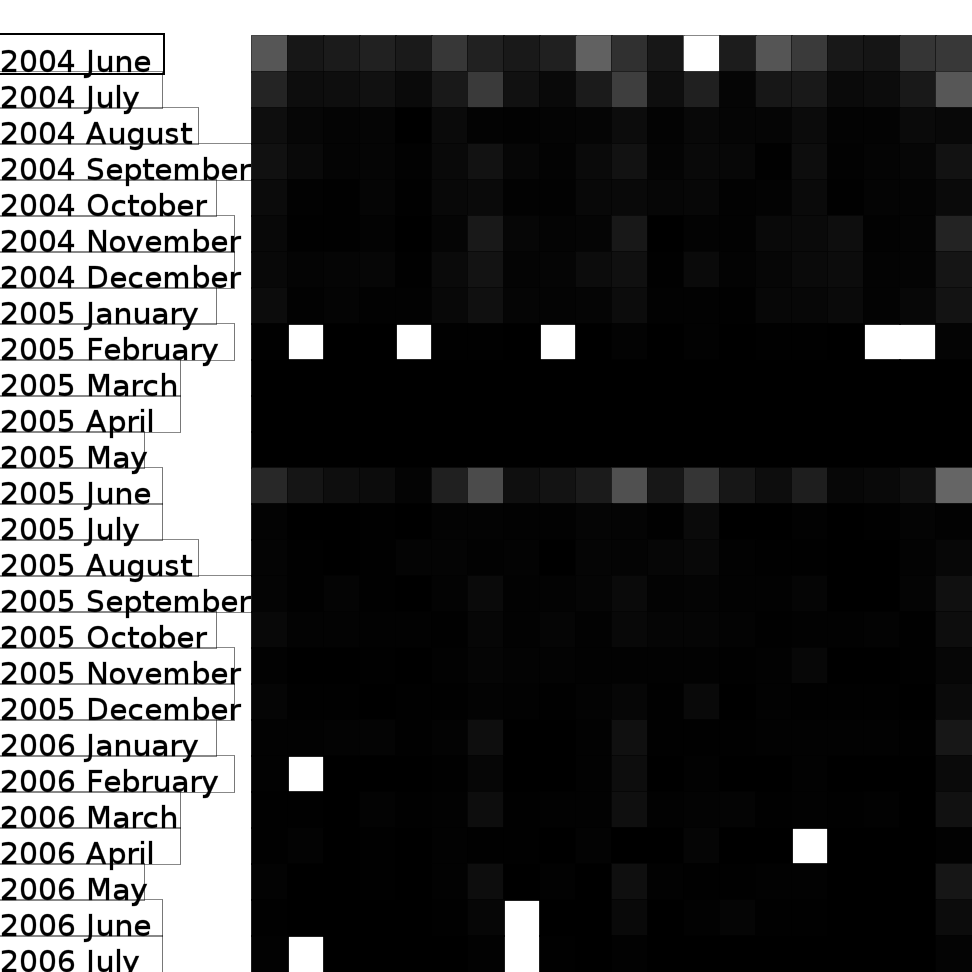 2004 June
2004 July
2004 August
2004 September
2004 October
2004 November
2004 December
2005 January
2005 February
2005 March
2005 April
2005 May
2005 June
2005 July
2005 August
2005 September
2005 October
2005 November
2005 December
2006 January
2006 February
2006 March
2006 April
2006 May
2006 June
2006 July